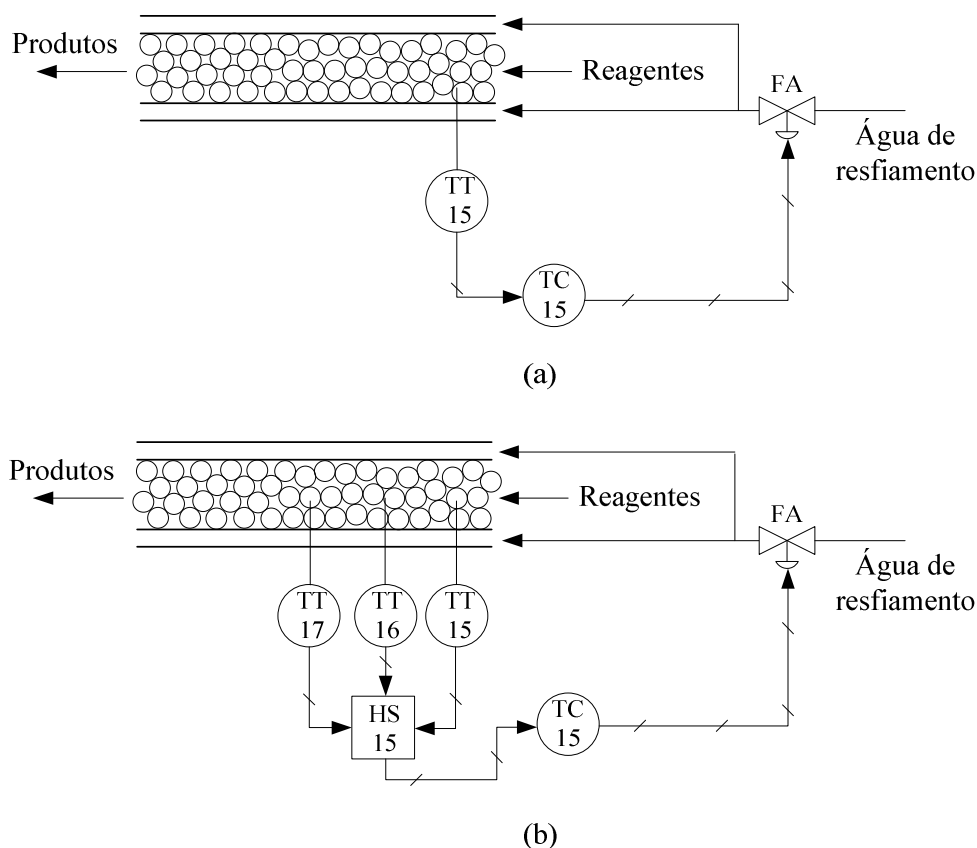 Produtos
Reagentes
FA
Água de
resfiamento
TT
15
TC
15
(a)
Produtos
Reagentes
FA
Água de
resfiamento
TT
17
TT
16
TT
15
HS
15
TC
15
(b)